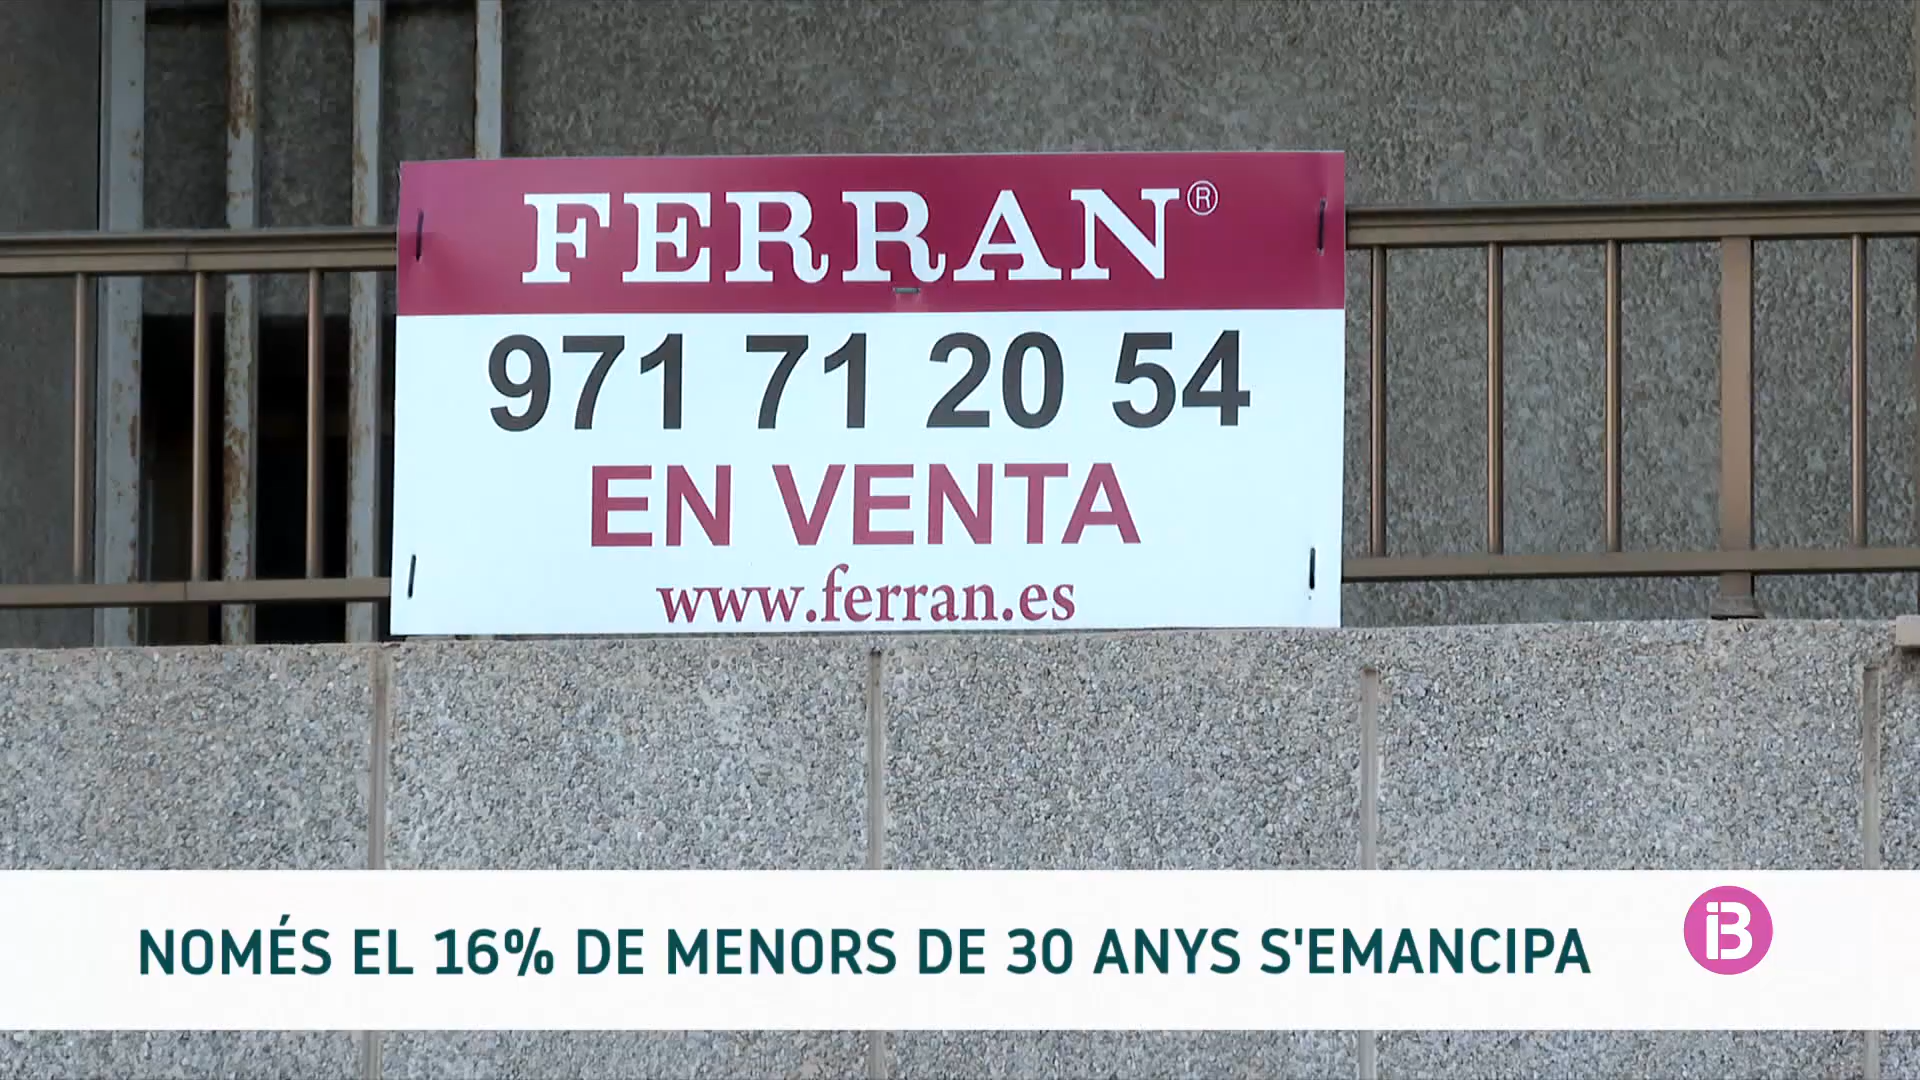 FERRAN®
971 71 20 54
EN VENTA
www.ferran.es
NOMÉS EL 16% DE MENORS DE 30 ANYS S'EMANCIPA
IB